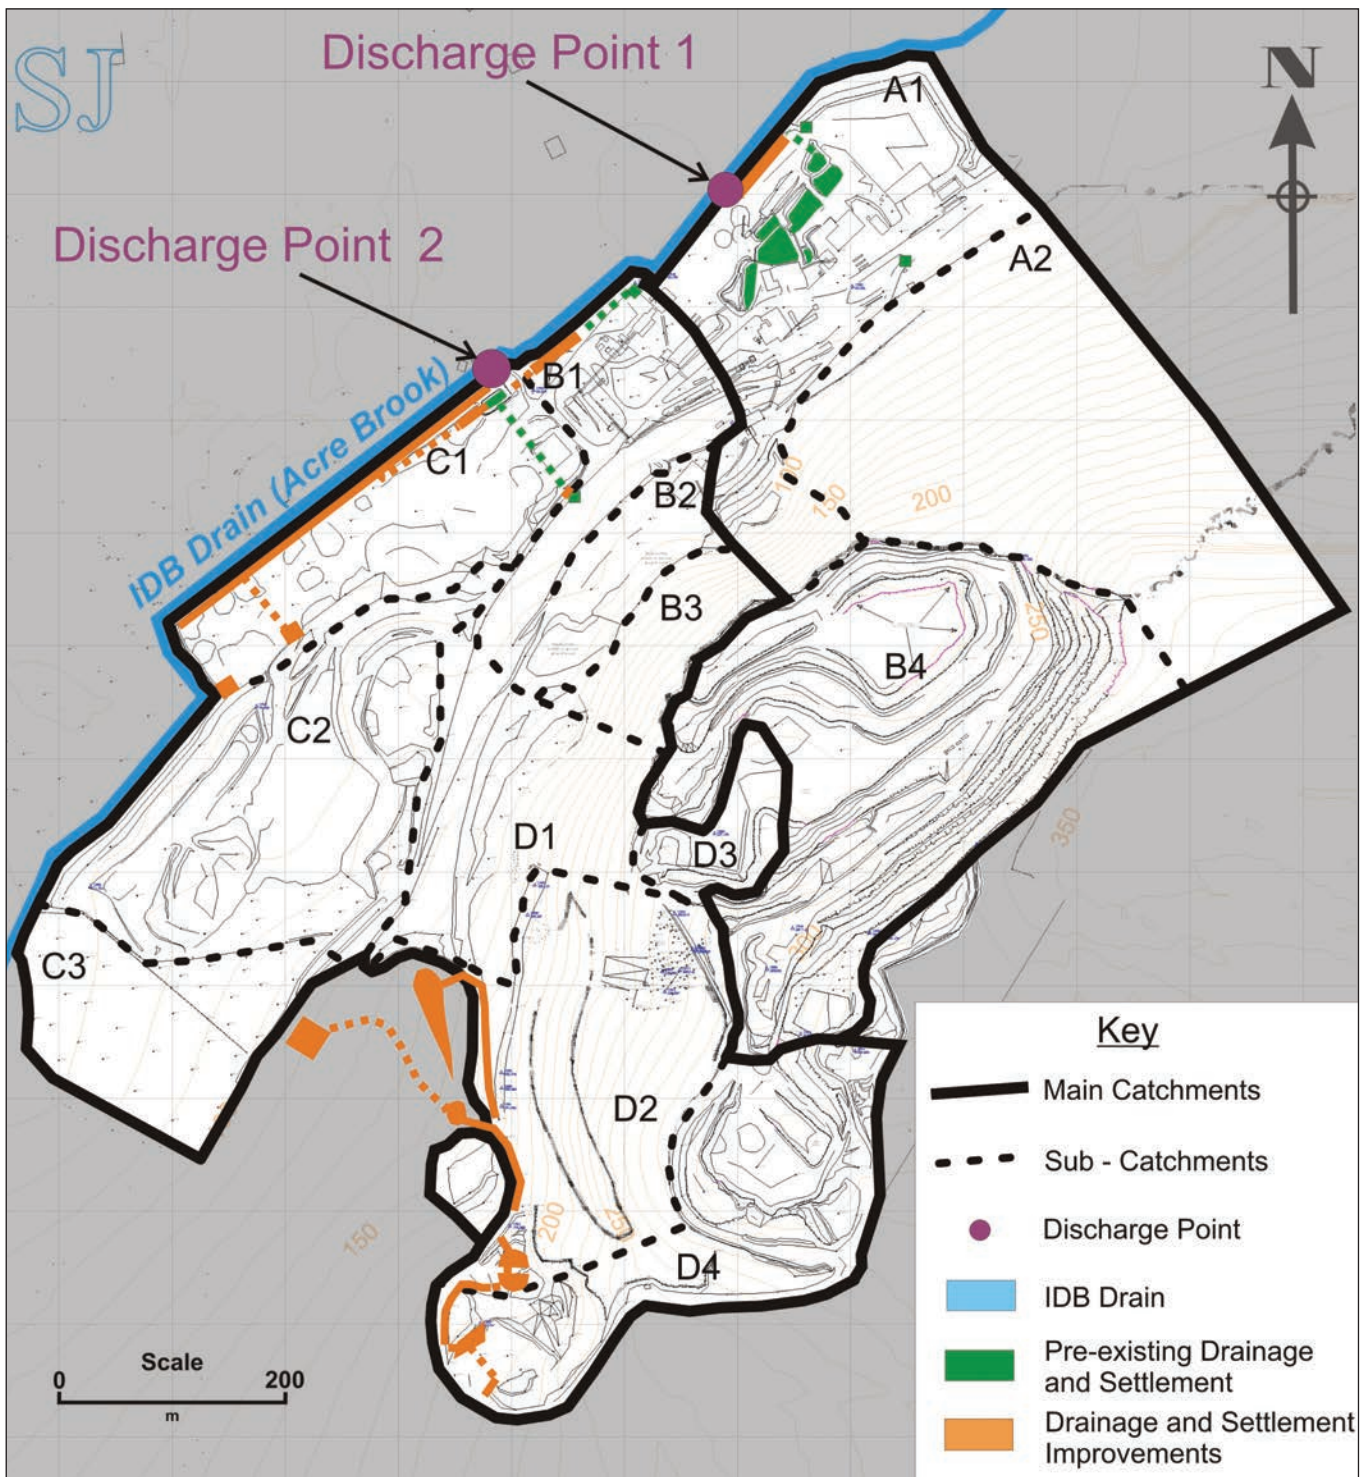 SJ
Discharge Point 1
N
A1
Discharge Point 2
A2
IDB Drain (Acre Brook)
B1
C1
B2
100
150
200
B3
250
B4
C2
350
D1
D3
300
C3
D2
200
250
150
D4
Scale
0 200
m
Key
Main Catchments
Sub - Catchments
Discharge Point
IDB Drain
Pre-existing Drainage
and Settlement
Drainage and Settlement
Improvements